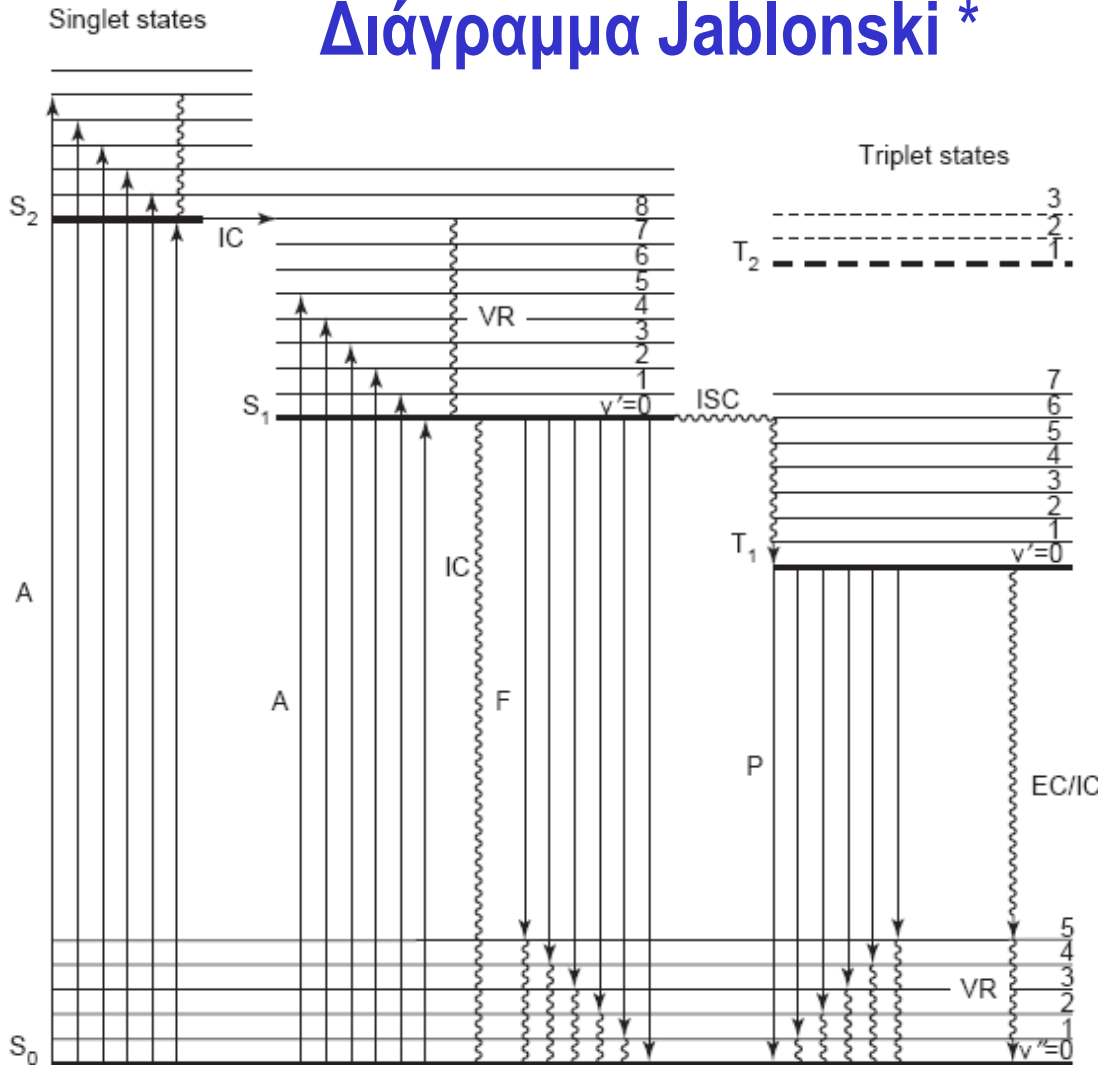 Singlet states
Διάγραμμα Jablonski *
Triplet states
S2
IC
8
7
6
5
4
3
2
1
v′=0
VR
S1
ISC
3
2
1
T2
7
6
5
4
3
2
1
v′=0
T1
A
A
IC
F
P
EC/IC
5
4
3
2
1
v″=0
VR
S0